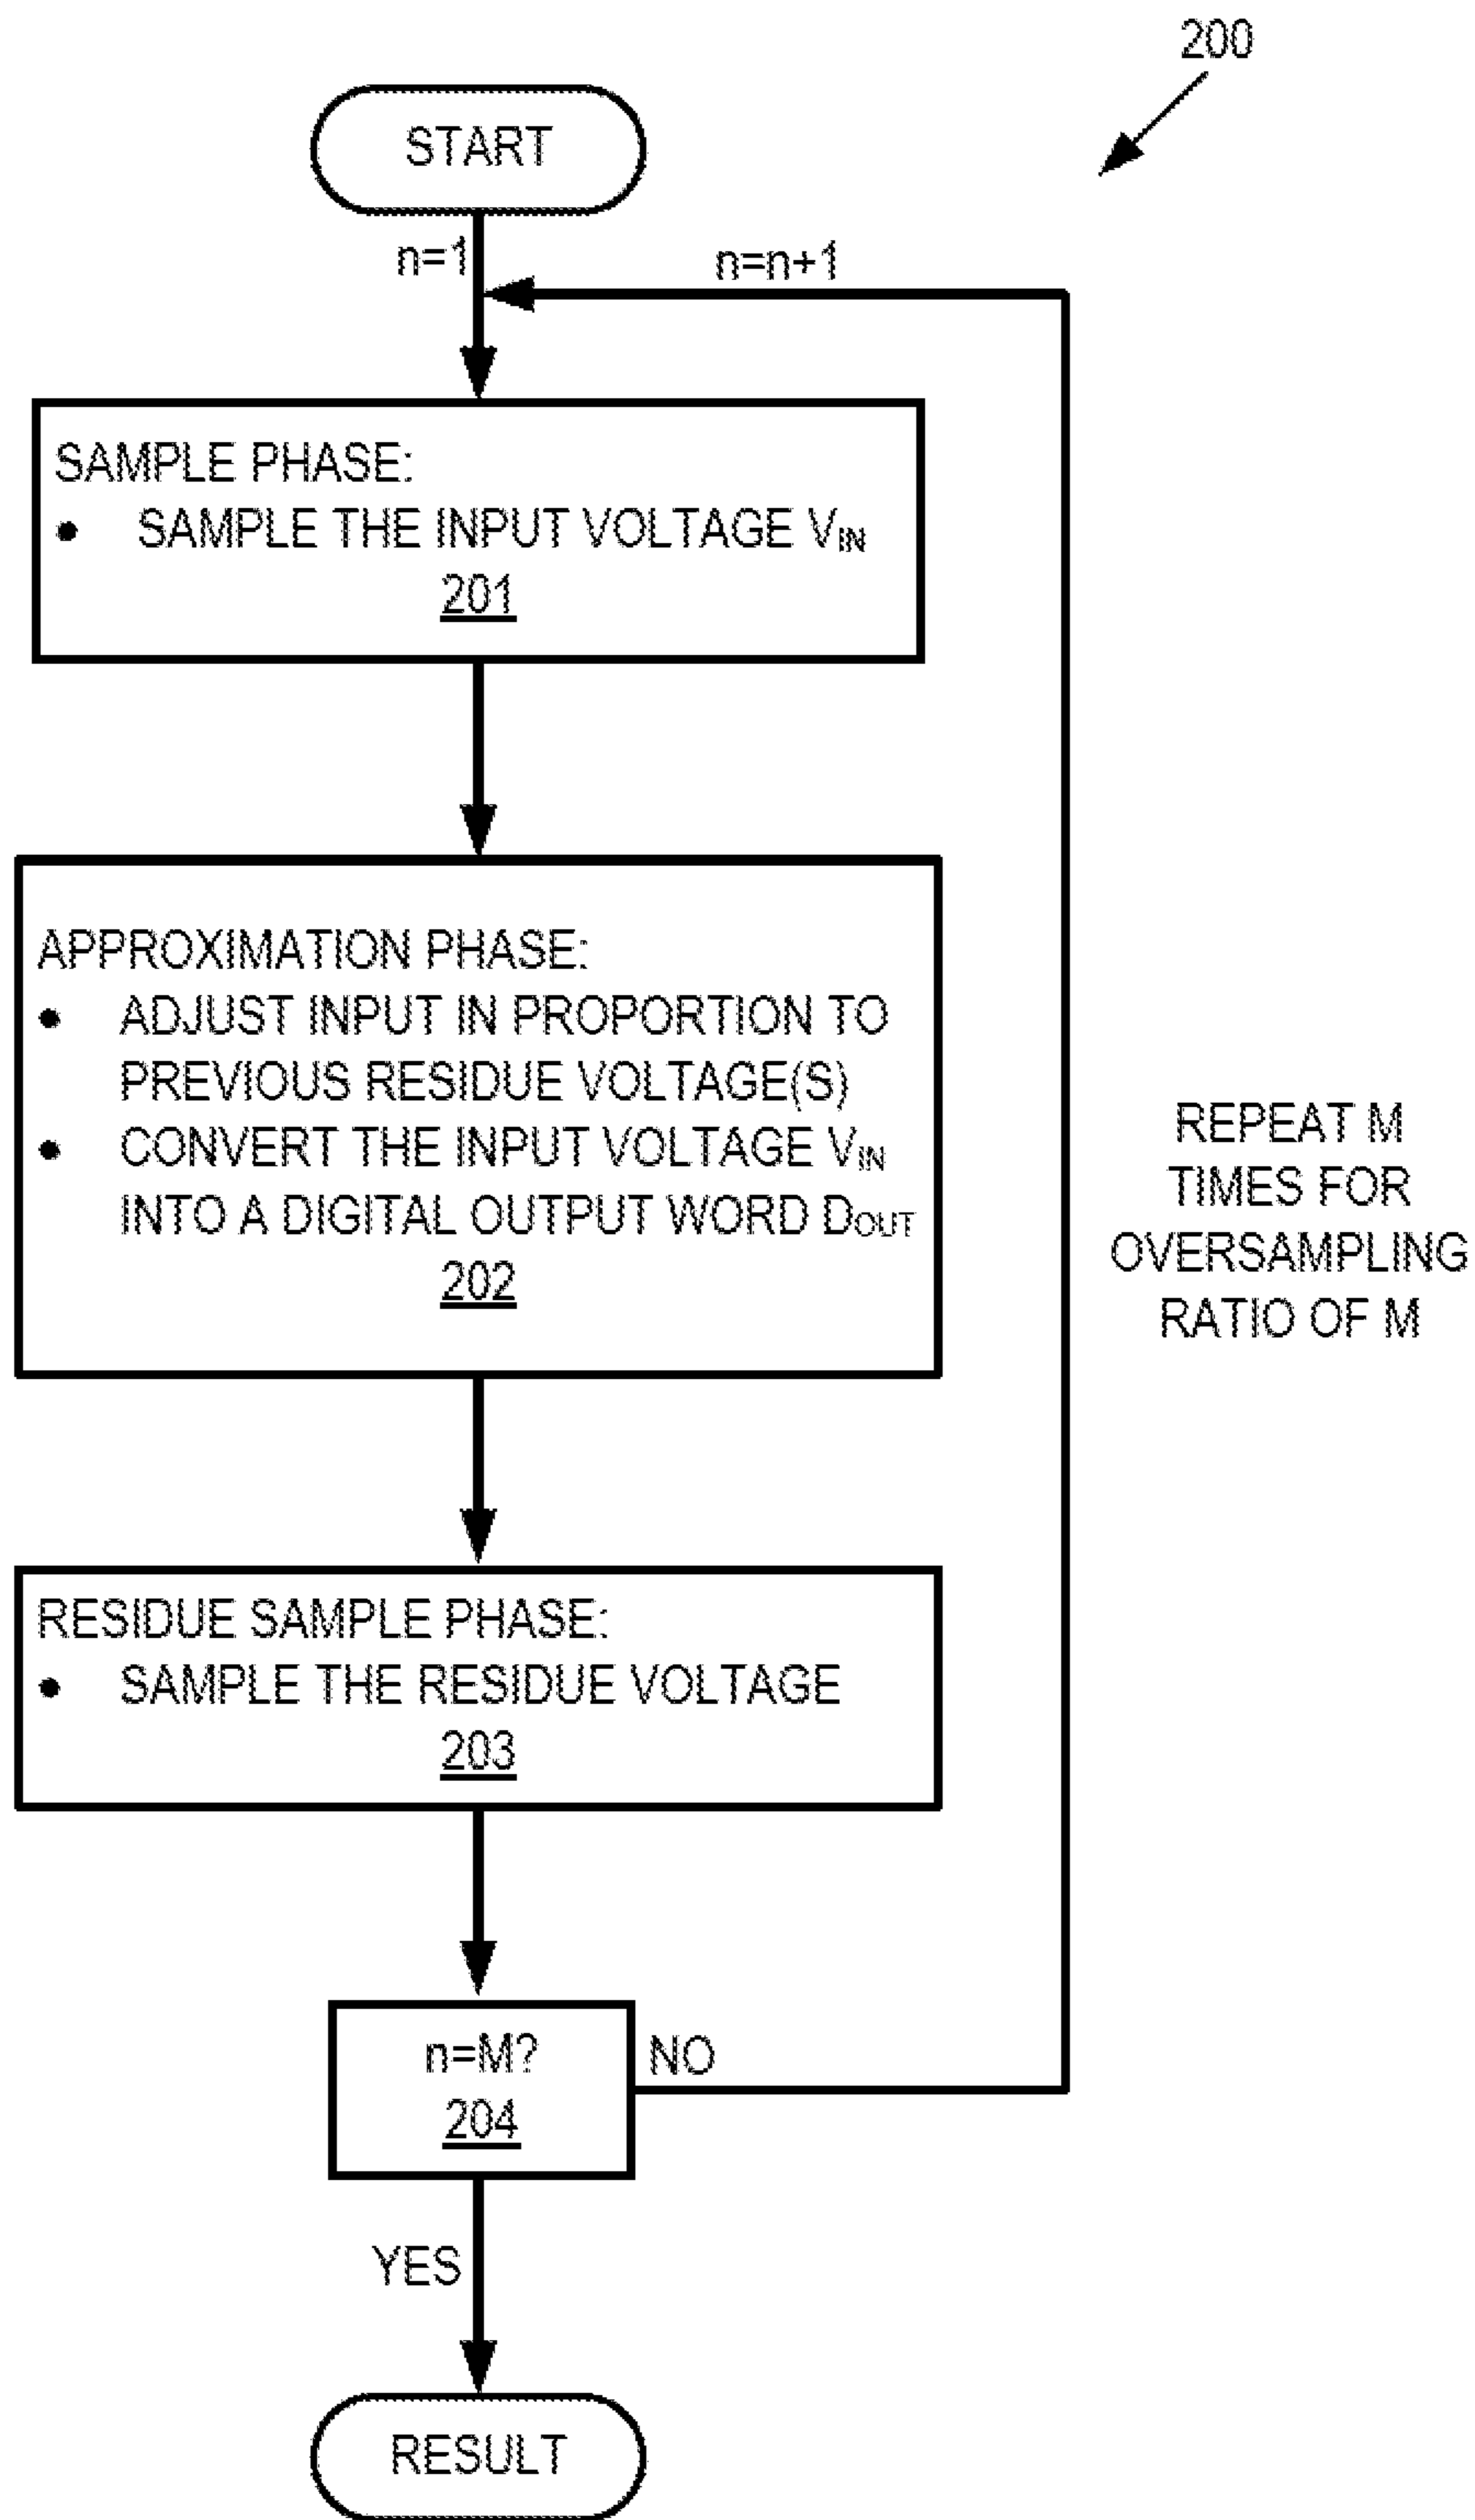 200
START
n=1
n=n+1
SAMPLE PHASE:
• SAMPLE THE INPUT VOLTAGE VIN
201
APPROXIMATION PHASE:
• ADJUST INPUT IN PROPORTION TO
PREVIOUS RESIDUE VOLTAGE(S)
• CONVERT THE INPUT VOLTAGE VIN
INTO A DIGITAL OUTPUT WORD DOUT
202
REPEAT M
TIMES FOR
OVERSAMPLING
RATIO OF M
RESIDUE SAMPLE PHASE:
• SAMPLE THE RESIDUE VOLTAGE
203
n=M?
204
NO
YES
RESULT